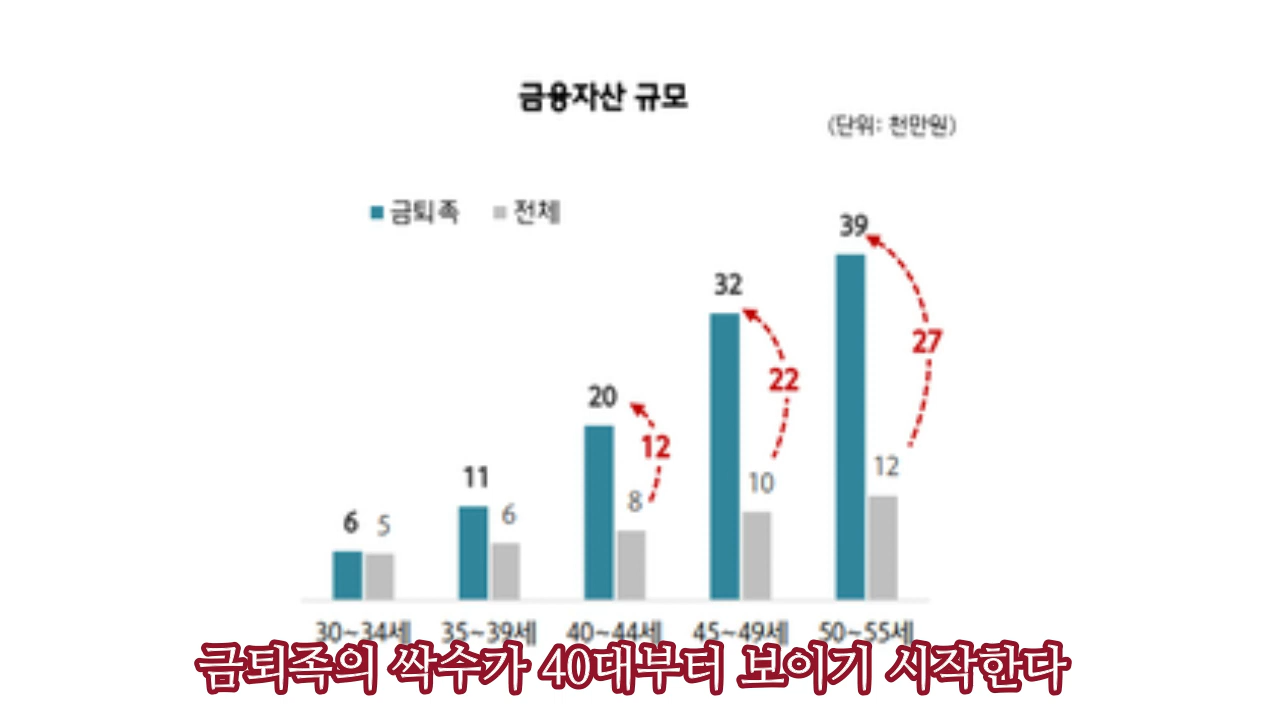 금융자산 규모
(단위: 천만원)
금퇴족 전체
39
32
27
22
20
12
12
11
10
8
6
6 5
30~34세 35~39세 40~44세 45~49세 50~55세
금퇴족의 싹수가 40대부터 보이기 시작한다